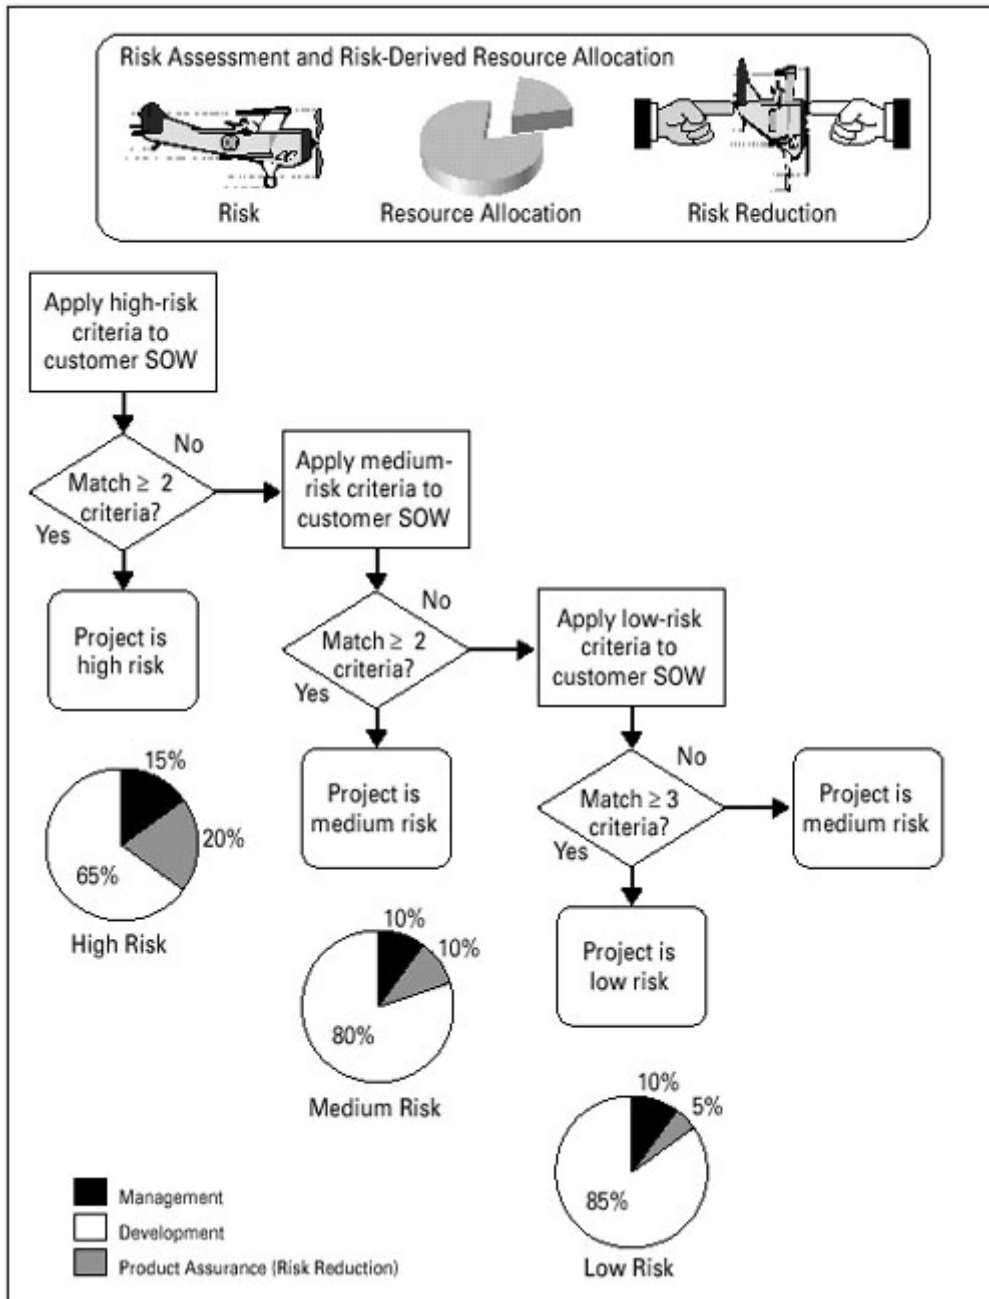 Risk Assessment and Risk-Derived Resource Allocation
Risk
Resource Allocation
Risk Reduction
Apply high-risk
criteria to
customer SOW
Match ≥ 2
criteria?
No
Yes
Project is
high risk
15%
20%
65%
High Risk
Apply medium-
risk criteria to
customer SOW
Match ≥ 2
criteria?
No
Yes
Project is
medium risk
10%
10%
80%
Medium Risk
Apply low-risk
criteria to
customer SOW
Match ≥ 3
criteria?
No
Yes
Project is
medium risk
Project is
low risk
10%
5%
85%
Low Risk
Management
Development
Product Assurance (Risk Reduction)